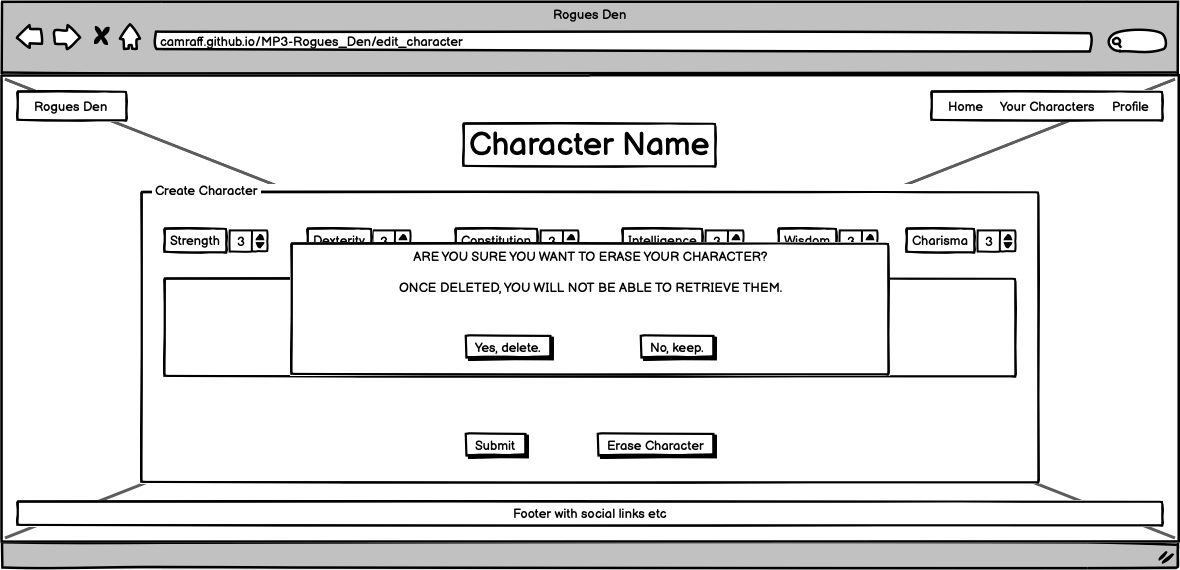 Rogues Den
camraff.github.io/MP3-Rogues_Den/edit_character
Rogues Den
Home Your Characters Profile
Character Name
Create Character
Strength 3 Dexterity 3 Constitution 3 Intelligence 3 Wisdom 3 Charisma 3
ARE YOU SURE YOU WANT TO ERASE YOUR CHARACTER?
ONCE DELETED, YOU WILL NOT BE ABLE TO RETRIEVE THEM.
Yes, delete. No, keep.
Submit Erase Character
Footer with social links etc